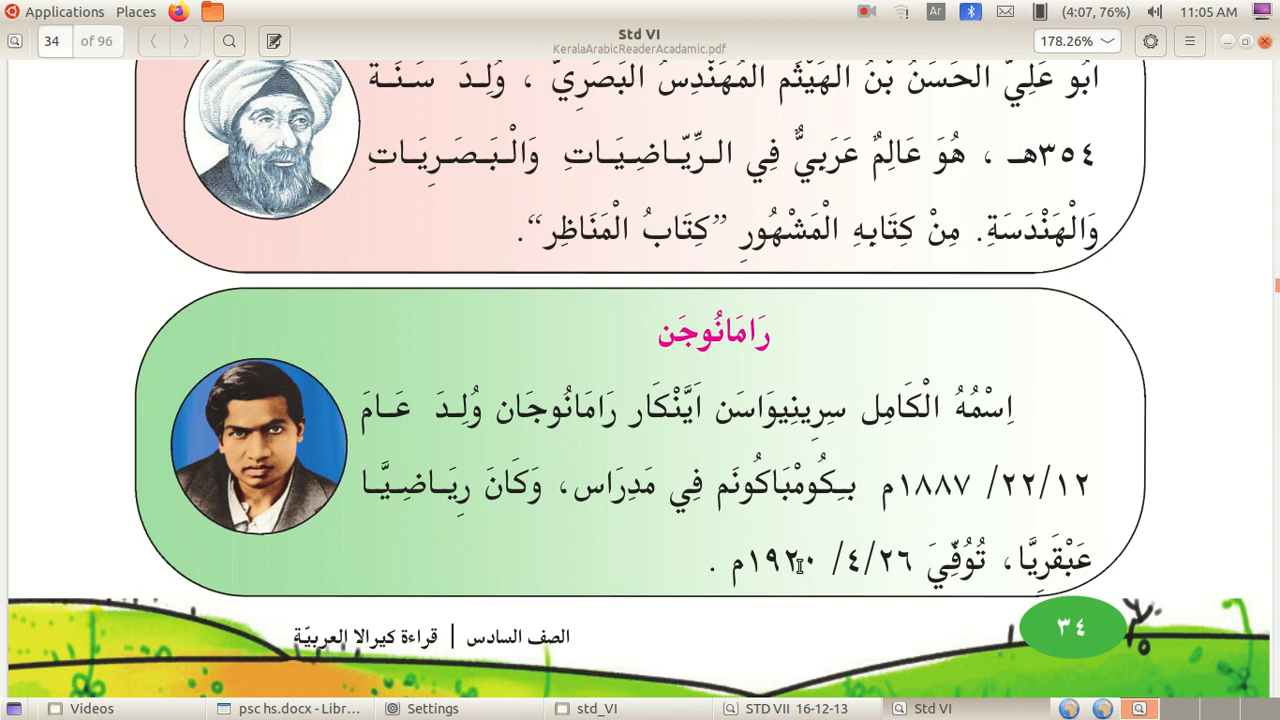 Applications Places Ar (4:07, 76%) 11:05 AM
34 of 96
Std VI
KeralaArabicReaderAcadamic.pdf
178.26%
اَبُو عَلِيّ الحَسَنُ بْنُ الهَيْثَم المُهَنْدِسُ البَصَرِيّ ، وُلِدَ سَنَةَ
٣٥٤هـ ، هُوَ عَالِمٌ عَرَبِيٌّ فِي الرِّيَاضِيَاتِ وَالْبَصَرِيَاتِ
وَالْهَنْدَسَةِ. مِنْ كِتَابِهِ الْمَشْهُورِ ”كِتَابُ الْمَنَاظِر“.
رَامَانُوجَن
اِسْمُهُ الْكَامِل سِرِينِيوَاسَن اَيَّنْكَار رَامَانُوجَان وُلِدَ عَامَ
٢٢/١٢/ ١٨٨٧م بِكُومْبَاكُونَم فِي مَدِرَاس، وَكَانَ رِيَاضِيَّا
عَبْقَرِيَّا، تُوُفِّيَ ٤/٢٦/ ١٩٢٠م .
٣٤
الصف السادس | قراءة كيرالا العربيّة
Videos psc hs.docx - Libr... Settings std_VI STD VII 16-12-13 Std VI